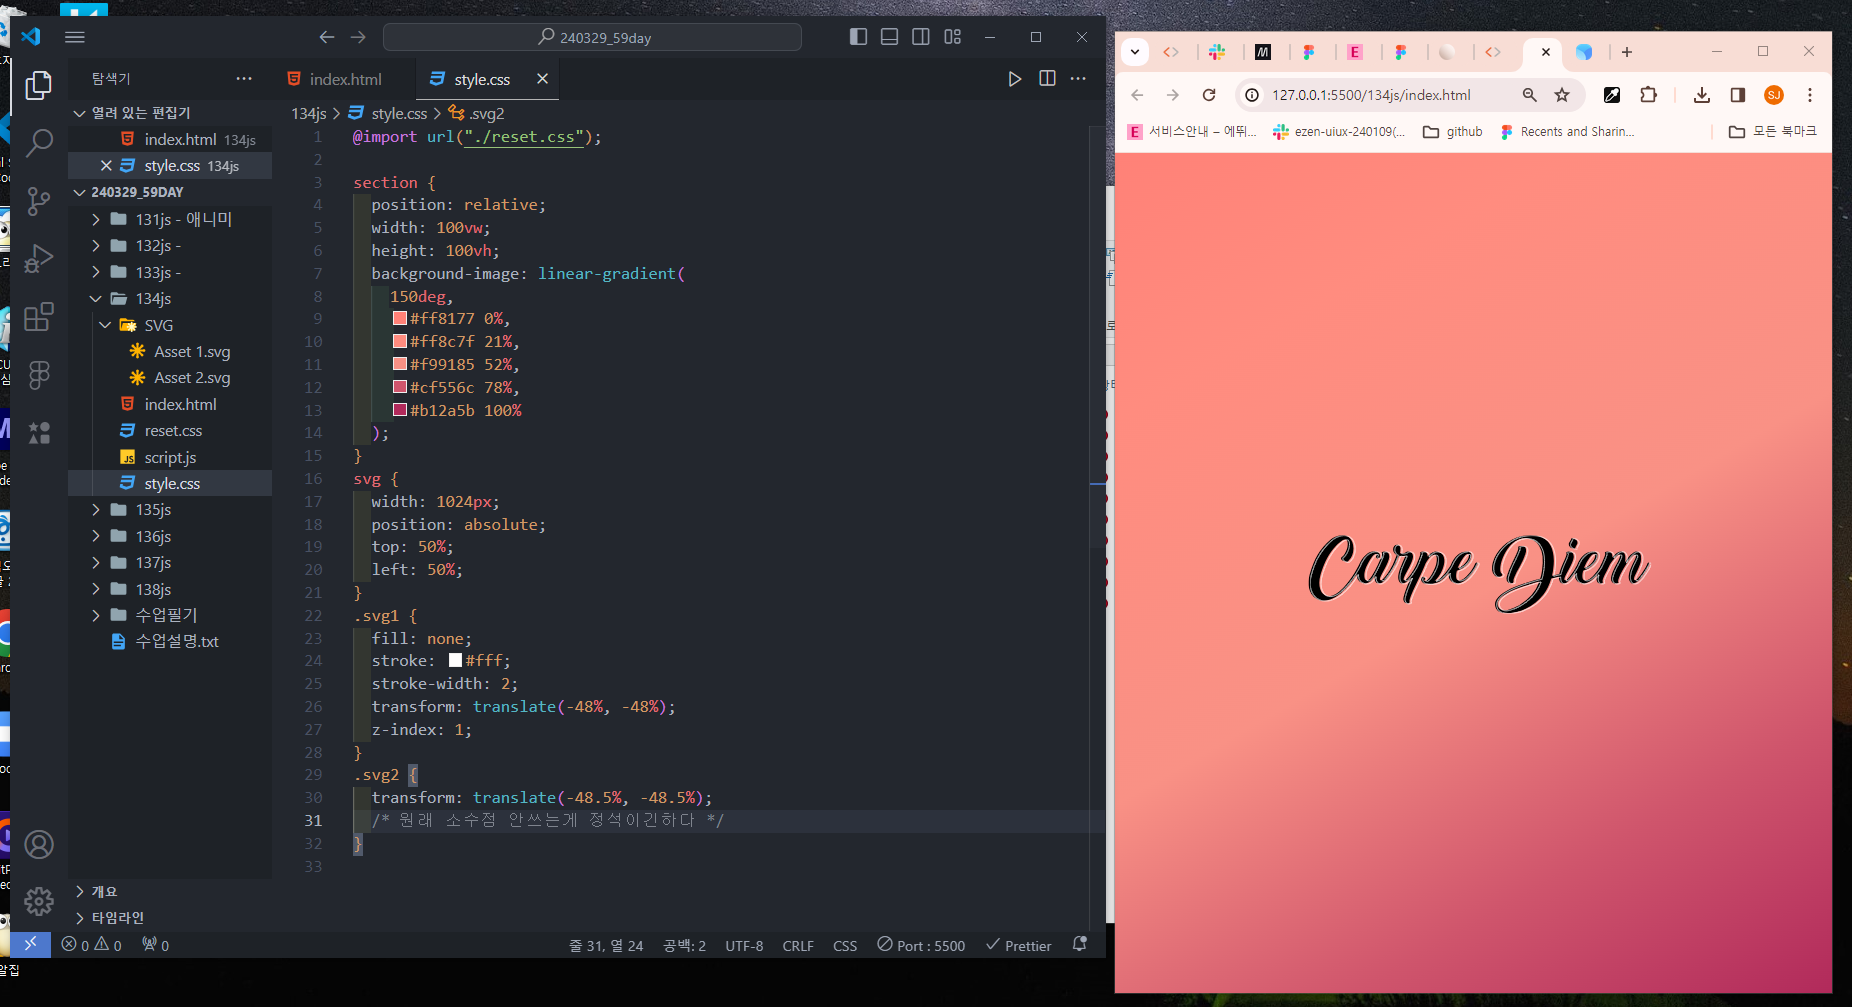 240329_59day
탐색기
index.html
style.css
열려 있는 편집기
index.html 134js
style.css 134js
240329_59DAY
131js - 애니미
132js -
133js -
134js
SVG
Asset 1.svg
Asset 2.svg
index.html
reset.css
script.js
style.css
135js
136js
137js
138js
수업필기
수업설명.txt
개요
타임라인
134js > style.css > .svg2
1 @import url("./reset.css");
2
3 section {
4 position: relative;
5 width: 100vw;
6 height: 100vh;
7 background-image: linear-gradient(
8 150deg,
9 #ff8177 0%,
10 #ff8c7f 21%,
11 #f99185 52%,
12 #cf556c 78%,
13 #b12a5b 100%
14 );
15 }
16 svg {
17 width: 1024px;
18 position: absolute;
19 top: 50%;
20 left: 50%;
21 }
22 .svg1 {
23 fill: none;
24 stroke: #fff;
25 stroke-width: 2;
26 transform: translate(-48%, -48%);
27 z-index: 1;
28 }
29 .svg2 {
30 transform: translate(-48.5%, -48.5%);
31 /* 원래 소수점 안쓰는게 정석이긴하다 */
32 }
33
0 0 0
줄 31, 열 24 공백: 2 UTF-8 CRLF CSS Port : 5500 Prettier
127.0.0.1:5500/134js/index.html
SJ
서비스안내 – 에뛰... ezen-uiux-240109(... github Recents and Sharin... 모든 북마크
Carpe Diem
알집